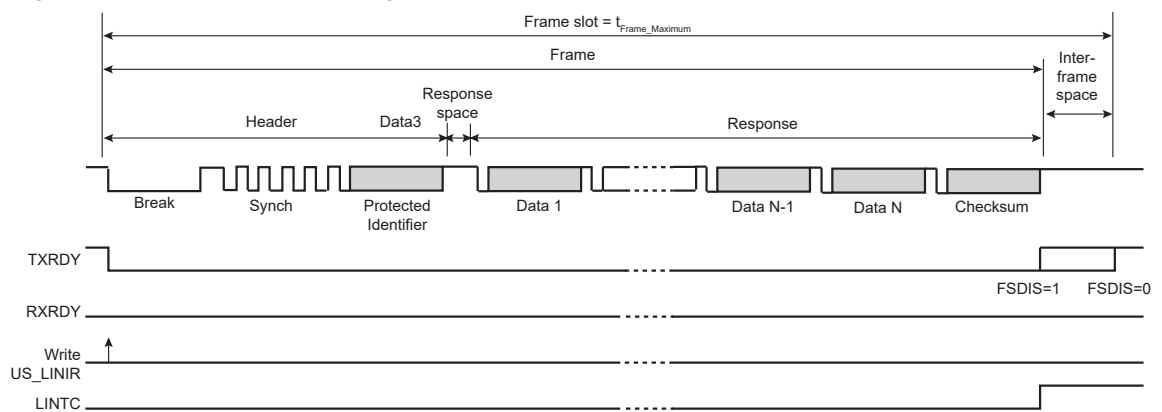 Frame slot = tFrame_Maximum
Frame
Inter-
frame
space
Response
space
Header
Data3
Response
Break
Synch
Protected
Identifier
Data 1
Data N-1
Data N
Checksum
TXRDY
FSDIS=1
FSDIS=0
RXRDY
Write
US_LINIR
LINTC